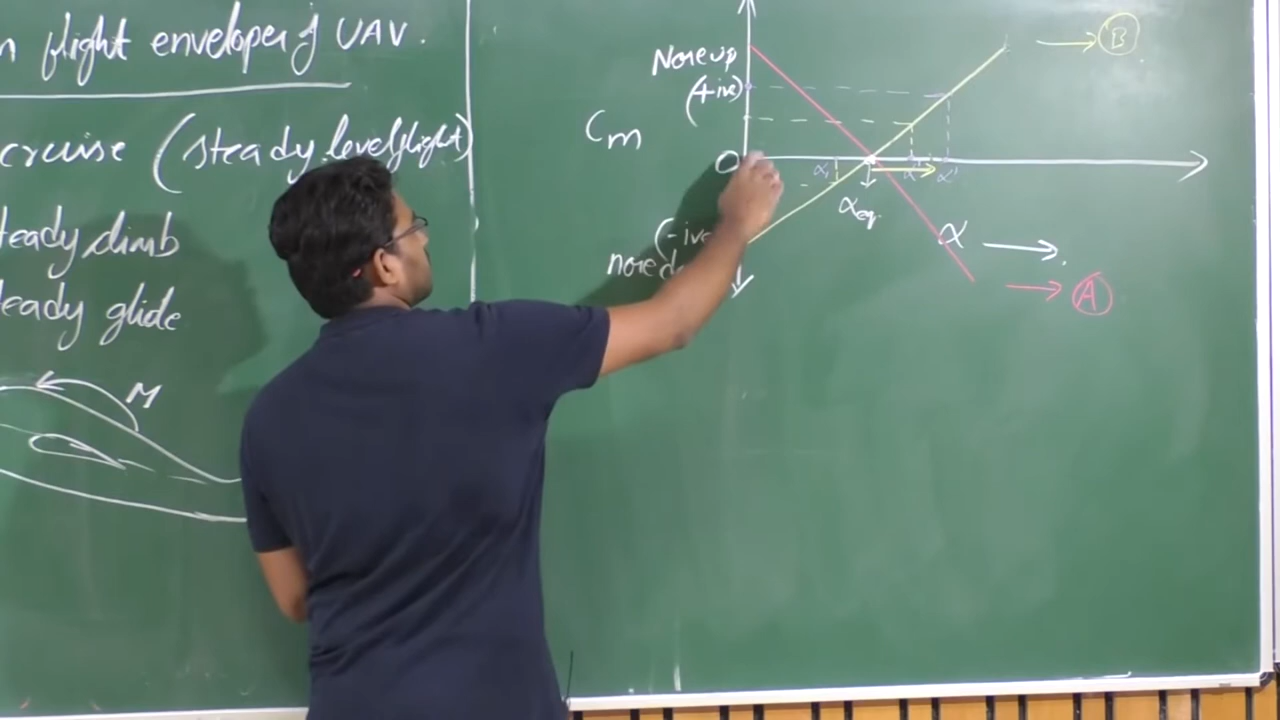 n flight envelope of UAV.
cruise (steady level flight)
teady climb
teady glide
M
Nose up
(+ive)
Cm
O
(-ive
nose d
α₁
αeq.
α'
α'
α
B
A